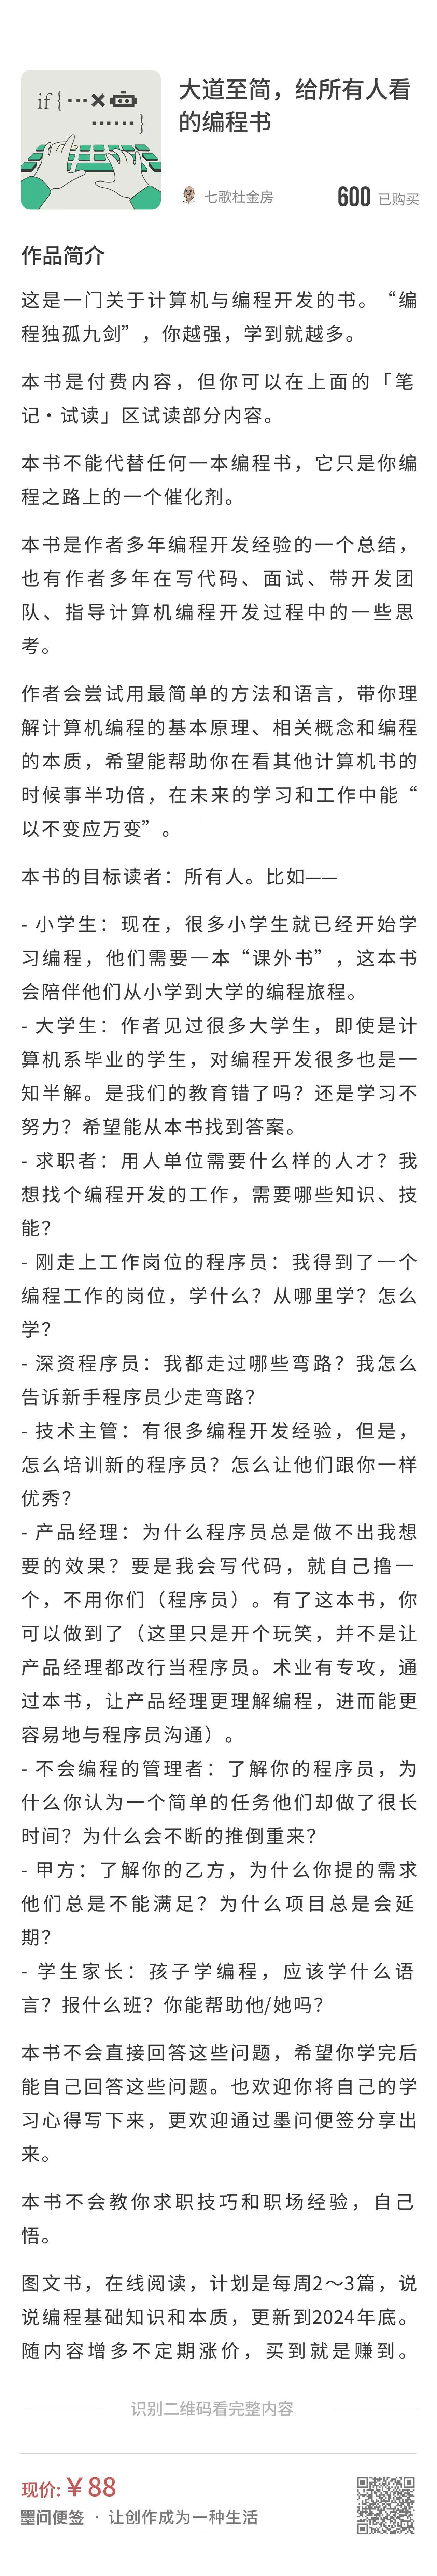 if { ··· ×
······ }
大道至简，给所有人看
的编程书
七歌杜金房
600 已购买
作品简介
这是一门关于计算机与编程开发的书。“编
程独孤九剑”，你越强，学到就越多。
本书是付费内容，但你可以在上面的「笔
记·试读」区试读部分内容。
本书不能代替任何一本编程书，它只是你编
程之路上的一个催化剂。
本书是作者多年编程开发经验的一个总结，
也有作者多年在写代码、面试、带开发团
队、指导计算机编程开发过程中的一些思
考。
作者会尝试用最简单的方法和语言，带你理
解计算机编程的基本原理、相关概念和编程
的本质，希望能帮助你在看其他计算机书的
时候事半功倍，在未来的学习和工作中能“
以不变应万变”。
本书的目标读者：所有人。比如——
- 小学生：现在，很多小学生就已经开始学
习编程，他们需要一本“课外书”，这本书
会陪伴他们从小学到大学的编程旅程。
- 大学生：作者见过很多大学生，即使是计
算机系毕业的学生，对编程开发很多也是一
知半解。是我们的教育错了吗？还是学习不
努力？希望能从本书找到答案。
- 求职者：用人单位需要什么样的人才？我
想找个编程开发的工作，需要哪些知识、技
能？
- 刚走上工作岗位的程序员：我得到了一个
编程工作的岗位，学什么？从哪里学？怎么
学？
- 深资程序员：我都走过哪些弯路？我怎么
告诉新手程序员少走弯路？
- 技术主管：有很多编程开发经验，但是，
怎么培训新的程序员？怎么让他们跟你一样
优秀？
- 产品经理：为什么程序员总是做不出我想
要的效果？要是我会写代码，就自己撸一
个，不用你们（程序员）。有了这本书，你
可以做到了（这里只是开个玩笑，并不是让
产品经理都改行当程序员。术业有专攻，通
过本书，让产品经理更理解编程，进而能更
容易地与程序员沟通）。
- 不会编程的管理者：了解你的程序员，为
什么你认为一个简单的任务他们却做了很长
时间？为什么会不断的推倒重来？
- 甲方：了解你的乙方，为什么你提的需求
他们总是不能满足？为什么项目总是会延
期？
- 学生家长：孩子学编程，应该学什么语
言？报什么班？你能帮助他/她吗？
本书不会直接回答这些问题，希望你学完后
能自己回答这些问题。也欢迎你将自己的学
习心得写下来，更欢迎通过墨问便签分享出
来。
本书不会教你求职技巧和职场经验，自己
悟。
图文书，在线阅读，计划是每周2～3篇，说
说编程基础知识和本质，更新到2024年底。
随内容增多不定期涨价，买到就是赚到。
识别二维码看完整内容
现价: ￥88
墨问便签 · 让创作成为一种生活